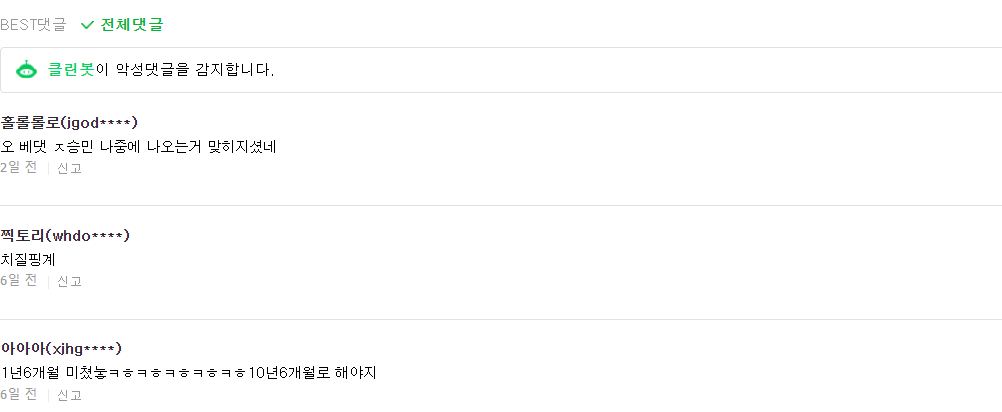 BEST댓글 전체댓글
클린봇이 악성댓글을 감지합니다.
홀롤롤로(jgod****)
오 베댓 ㅈ승민 나중에 나오는거 맞히지셨네
2일 전 신고
찍토리(whdo****)
치질핑계
6일 전 신고
아아아(xjhg****)
1년6개월 미쳤놓ㅋㅎㅋㅎㅋㅎㅋㅎㅋㅎ10년6개월로 해야지
6일 전 신고